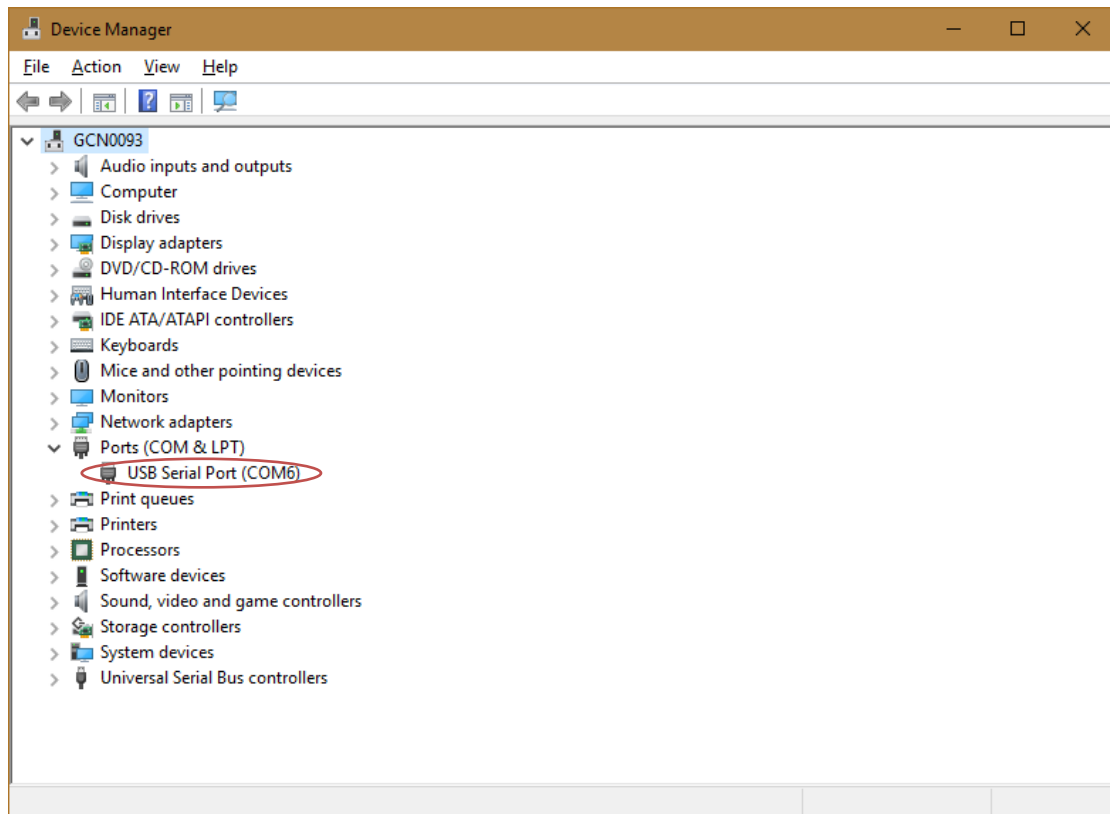 Device Manager
File Action View Help
GCN0093
Audio inputs and outputs
Computer
Disk drives
Display adapters
DVD/CD-ROM drives
Human Interface Devices
IDE ATA/ATAPI controllers
Keyboards
Mice and other pointing devices
Monitors
Network adapters
Ports (COM & LPT)
USB Serial Port (COM6)
Print queues
Printers
Processors
Software devices
Sound, video and game controllers
Storage controllers
System devices
Universal Serial Bus controllers